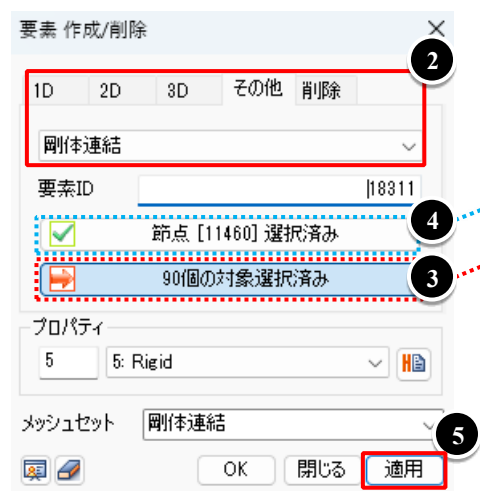 要素 作成/削除
2
1D 2D 3D その他 削除
剛体連結
要素ID 18311
4
節点 [11460] 選択済み
90個の対象選択済み
3
プロパティ
5 5: Rigid
メッシュセット 剛体連結
5
OK 閉じる 適用